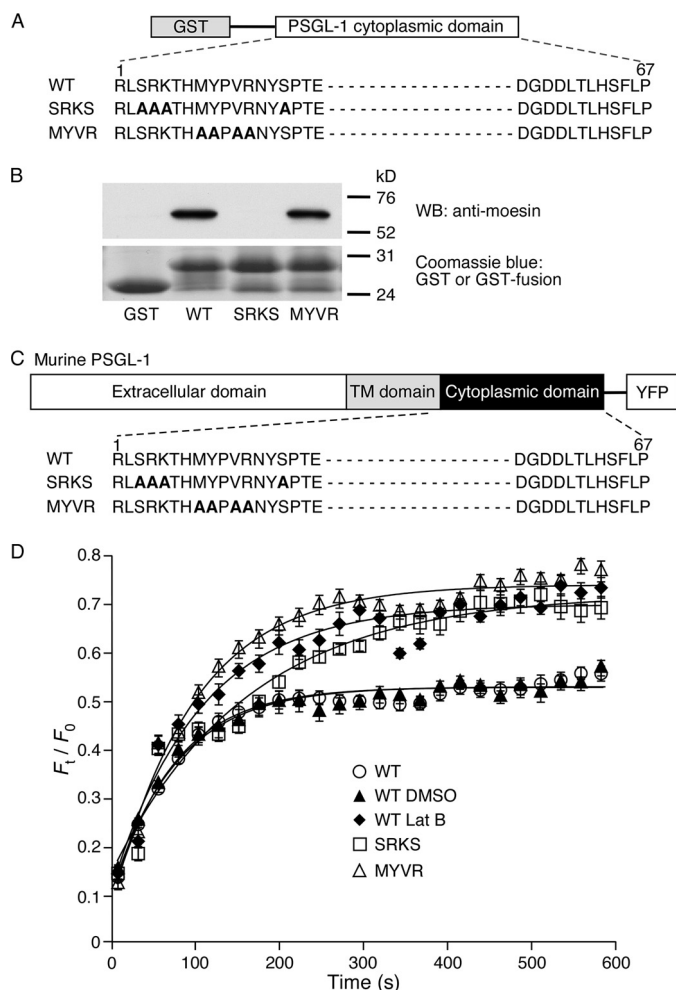 A
GST PSGL-1 cytoplasmic domain
1 67
WT RLSRKTHMYPVRNYSPTE DGDDLTLHSFLP
SRKS RLAAATHMYPVRNYAPTE DGDDLTLHSFLP
MYVR RLSRKTHAAPAANYSPTE DGDDLTLHSFLP
B
kD
76
WB: anti-moesin
52
31
Coomassie blue:
GST or GST-fusion
24
GST WT SRKS MYVR
C Murine PSGL-1
Extracellular domain TM domain Cytoplasmic domain YFP
1 67
WT RLSRKTHMYPVRNYSPTE DGDDLTLHSFLP
SRKS RLAAATHMYPVRNYAPTE DGDDLTLHSFLP
MYVR RLSRKTHAAPAANYSPTE DGDDLTLHSFLP
D
0.8
0.7
0.6
0.5
0.4
0.3
0.2
0.1
0
Ft / F0
WT
WT DMSO
WT Lat B
SRKS
MYVR
0 100 200 300 400 500 600
Time (s)